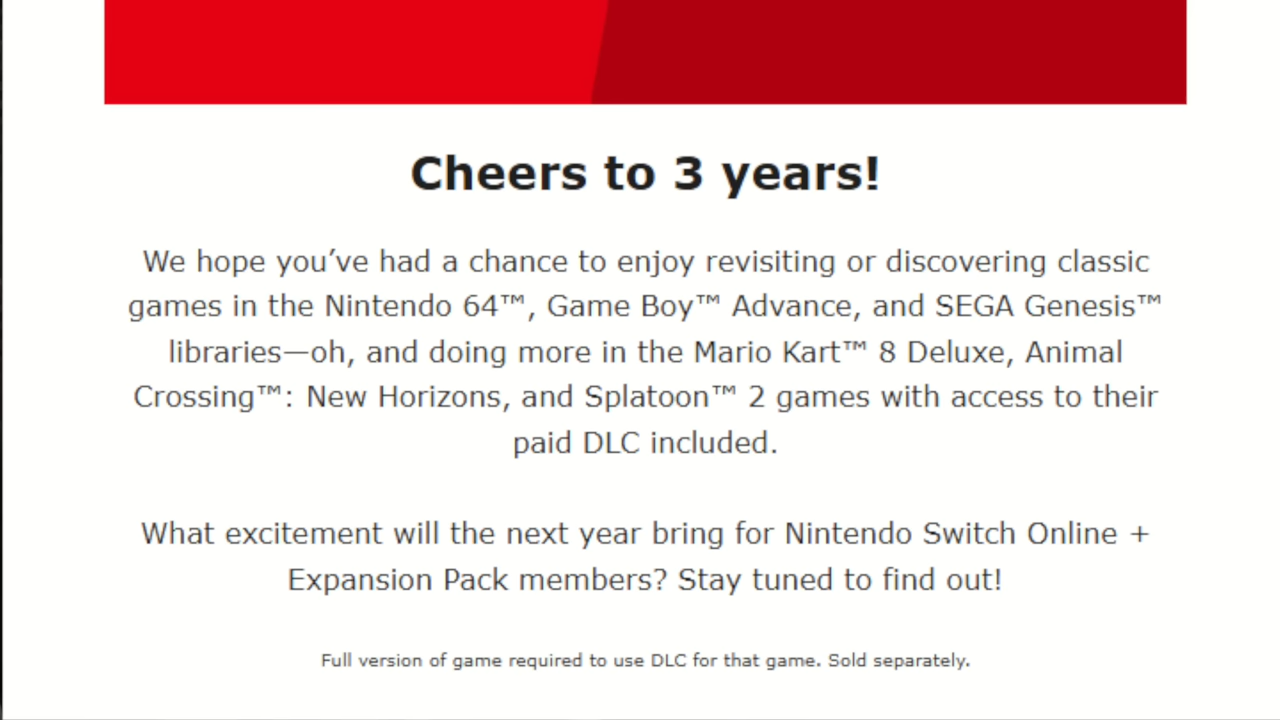 Cheers to 3 years!
We hope you’ve had a chance to enjoy revisiting or discovering classic
games in the Nintendo 64™, Game Boy™ Advance, and SEGA Genesis™
libraries—oh, and doing more in the Mario Kart™ 8 Deluxe, Animal
Crossing™: New Horizons, and Splatoon™ 2 games with access to their
paid DLC included.
What excitement will the next year bring for Nintendo Switch Online +
Expansion Pack members? Stay tuned to find out!
Full version of game required to use DLC for that game. Sold separately.